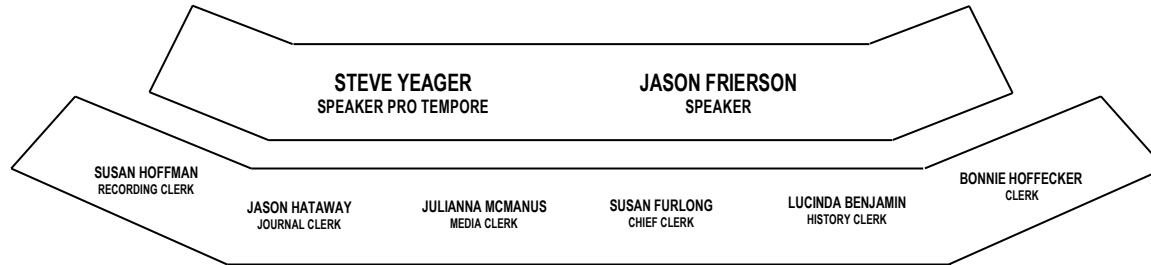 STEVE YEAGER
SPEAKER PRO TEMPORE
JASON FRIERSON
SPEAKER
SUSAN HOFFMAN
RECORDING CLERK
JASON HATAWAY
JOURNAL CLERK
JULIANNA MCMANUS
MEDIA CLERK
SUSAN FURLONG
CHIEF CLERK
LUCINDA BENJAMIN
HISTORY CLERK
BONNIE HOFFECKER
CLERK